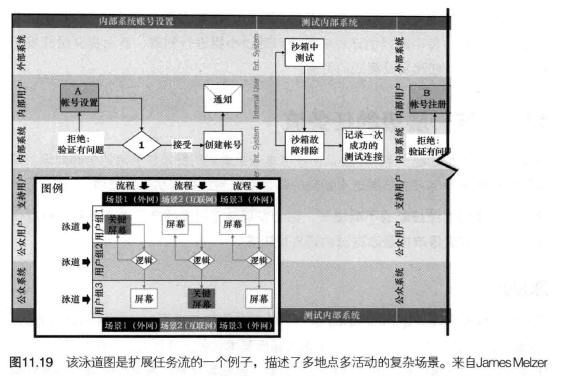 内部系统账号设置
测试内部系统
外部系统
内部用户
内部系统
支持用户
公众用户
公众系统
A
帐号设置
拒绝：
验证有问题
1
接受
通知
创建帐号
Ext. System
Internal User
Int. System
沙箱中
测试
沙箱故
障排除
记录一次
成功的
测试连接
外部系统
内部用户
内部系统
支持用户
公众用户
公众系统
B
帐号注册
拒绝：
验证有问
图例
流程
流程
流程
场景1（外网）
场景2（互联网）
场景3（外网）
泳道
用户组1
关键
屏幕
屏幕
屏幕
泳道
用户组2
逻辑
逻辑
逻辑
泳道
用户组3
屏幕
关键
屏幕
屏幕
场景1（外网）
场景2（互联网）
场景3（外网）
测试内部系统
图11.19 该泳道图是扩展任务流的一个例子，描述了多地点多活动的复杂场景。来自James Melzer